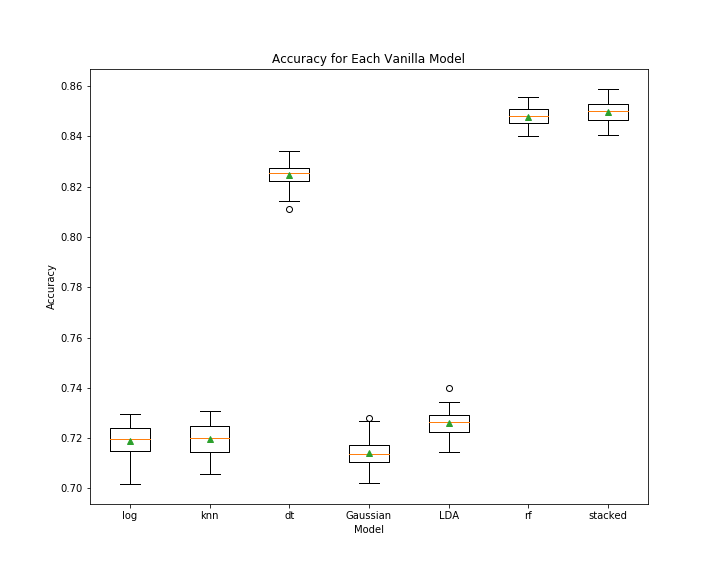 Accuracy for Each Vanilla Model
0.86
0.84
0.82
0.80
0.78
0.76
0.74
0.72
0.70
Accuracy
log knn dt Gaussian LDA rf stacked
Model